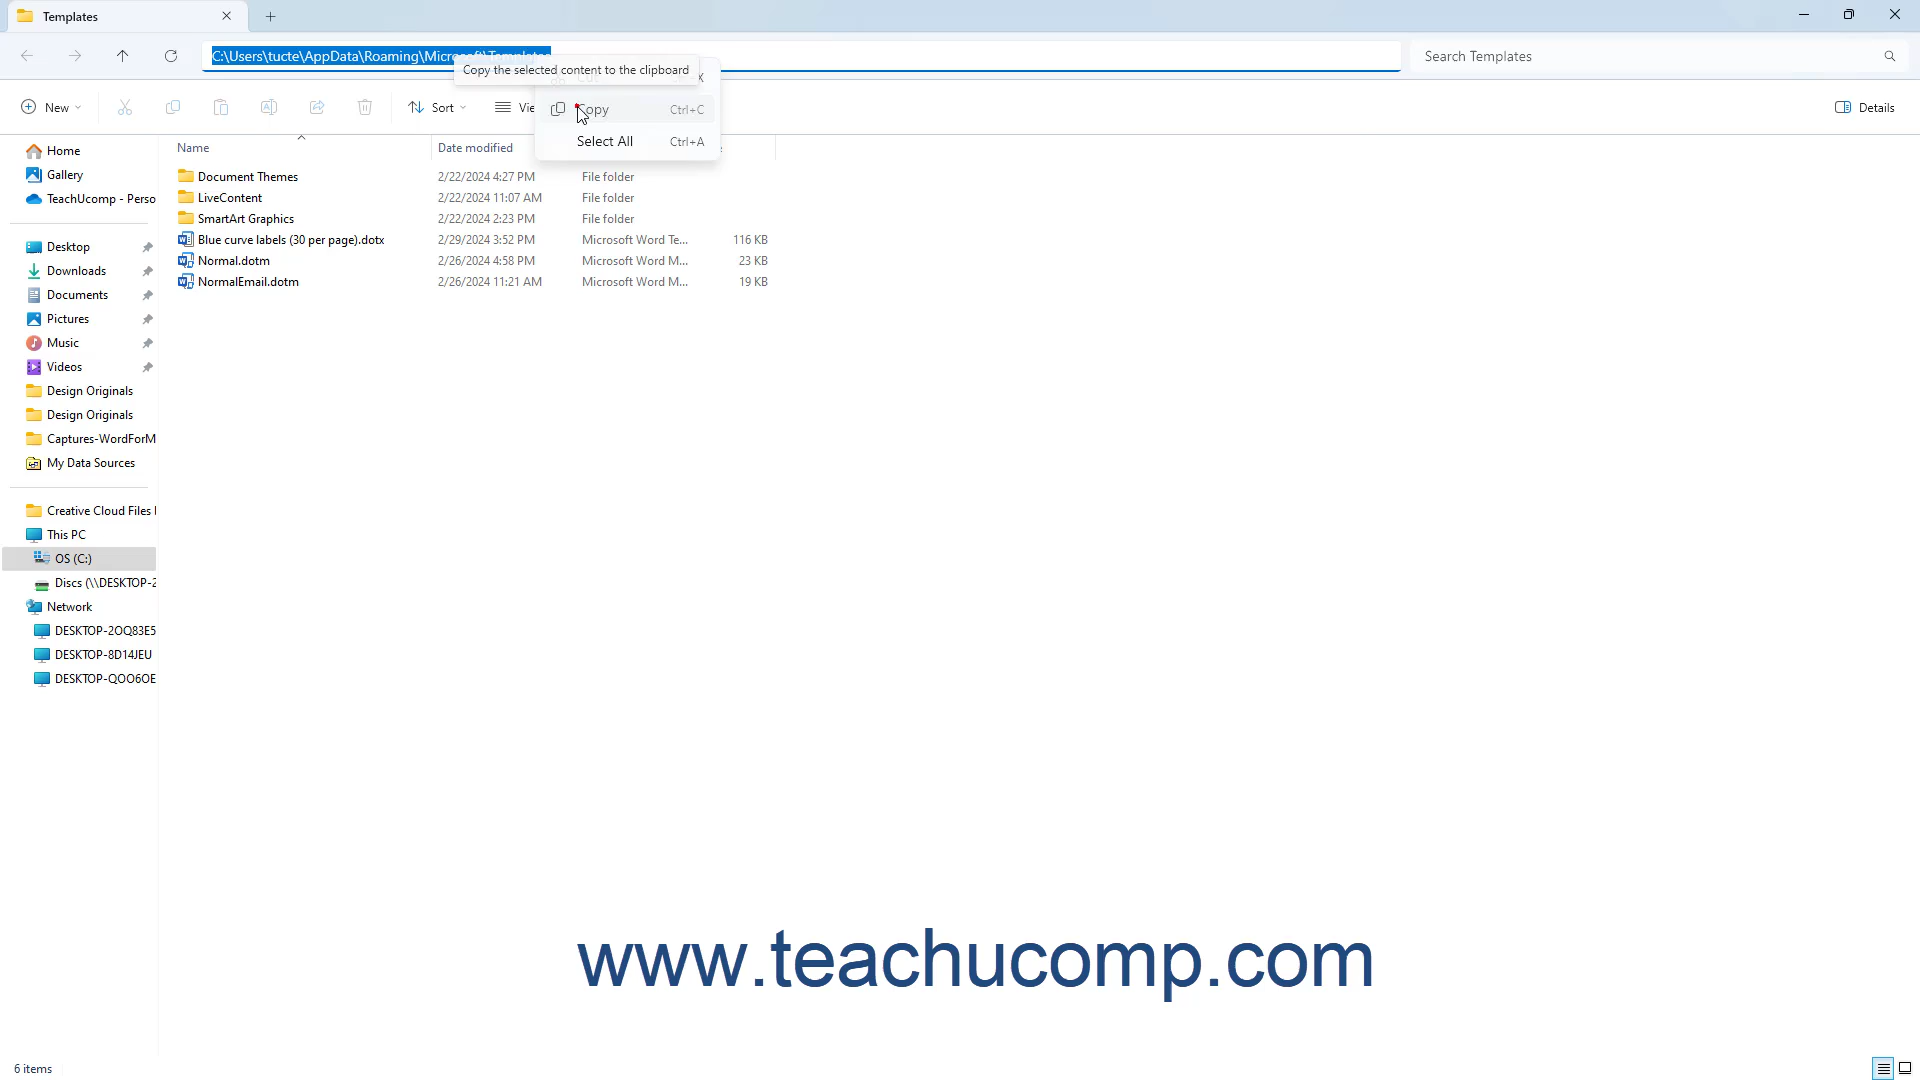 Templates
C:\Users\tucte\AppData\Roaming\Microsoft\Templates
Search Templates
Copy the selected content to the clipboard
X
New
Sort
Vie
Copy Ctrl+C
Select All Ctrl+A
Details
Home
Gallery
TeachUcomp - Perso
Desktop
Downloads
Documents
Pictures
Music
Videos
Design Originals
Design Originals
Captures-WordForM
My Data Sources
Creative Cloud Files
This PC
OS (C:)
Discs (\\DESKTOP-2
Network
DESKTOP-2OQ83E5
DESKTOP-8D14JEU
DESKTOP-QOO6OE
Name Date modified
Document Themes 2/22/2024 4:27 PM File folder
LiveContent 2/22/2024 11:07 AM File folder
SmartArt Graphics 2/22/2024 2:23 PM File folder
Blue curve labels (30 per page).dotx 2/29/2024 3:52 PM Microsoft Word Te... 116 KB
Normal.dotm 2/26/2024 4:58 PM Microsoft Word M... 23 KB
NormalEmail.dotm 2/26/2024 11:21 AM Microsoft Word M... 19 KB
www.teachucomp.com
6 items